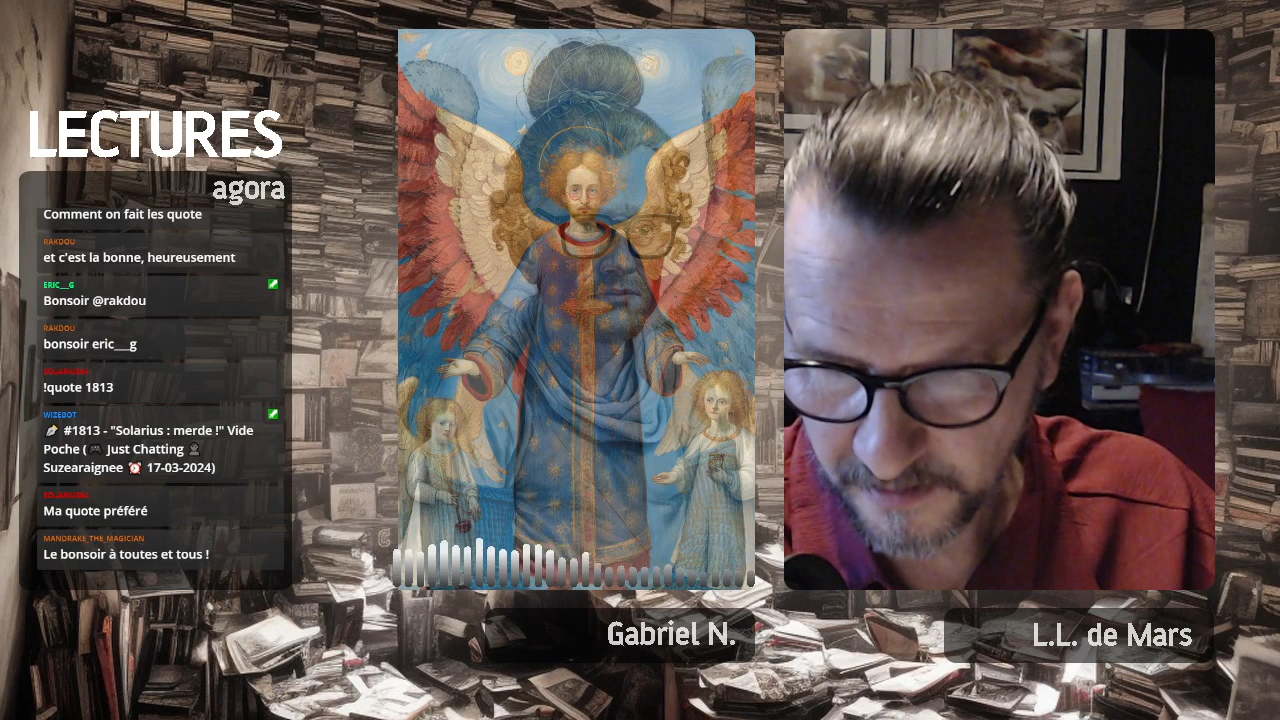 LECTURES
agora
Comment on fait les quote
RAKDOU
et c'est la bonne, heureusement
ERIC__G
Bonsoir @rakdou
RAKDOU
bonsoir eric__g
!quote 1813
WIZEBOT
#1813 - "Solarius : merde !" Vide
Poche ( Just Chatting
Suzearaignee 17-03-2024)
Ma quote préféré
MANDRAKE_THE_MAGICIAN
Le bonsoir à toutes et tous !
Gabriel N.
L.L. de Mars